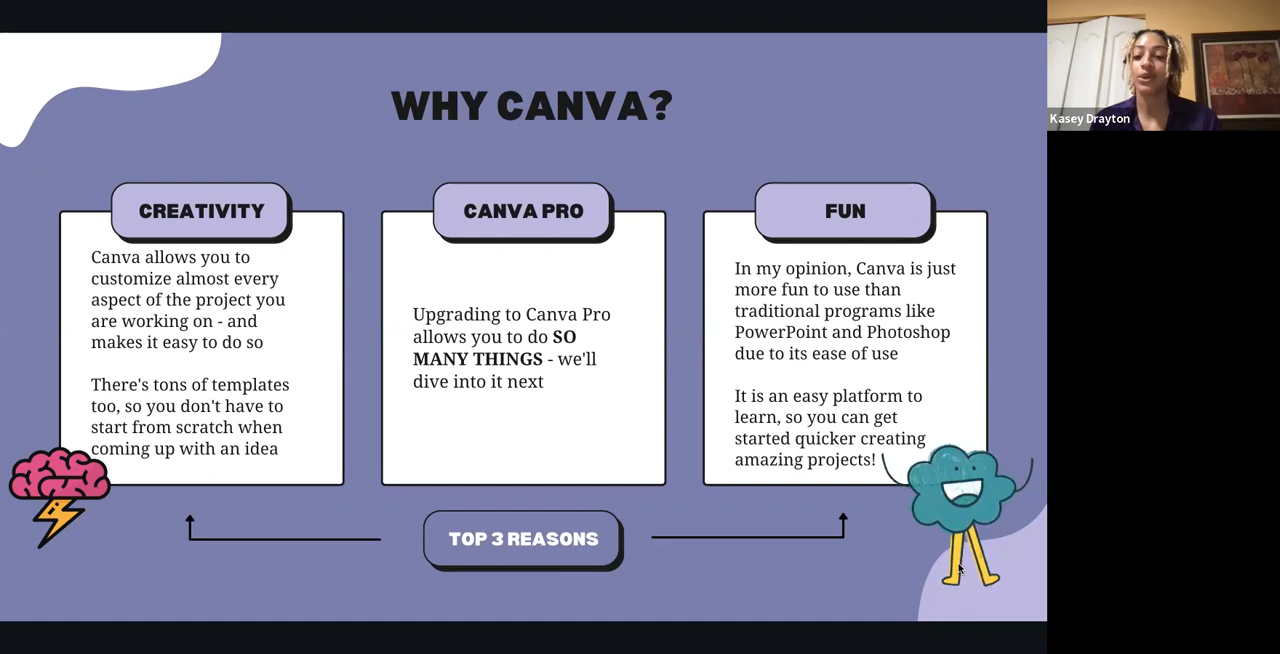 WHY CANVA?
CREATIVITY
Canva allows you to
customize almost every
aspect of the project you
are working on - and
makes it easy to do so
There's tons of templates
too, so you don't have to
start from scratch when
coming up with an idea
CANVA PRO
Upgrading to Canva Pro
allows you to do SO
MANY THINGS - we'll
dive into it next
FUN
In my opinion, Canva is just
more fun to use than
traditional programs like
PowerPoint and Photoshop
due to its ease of use
It is an easy platform to
learn, so you can get
started quicker creating
amazing projects!
TOP 3 REASONS
Kasey Drayton